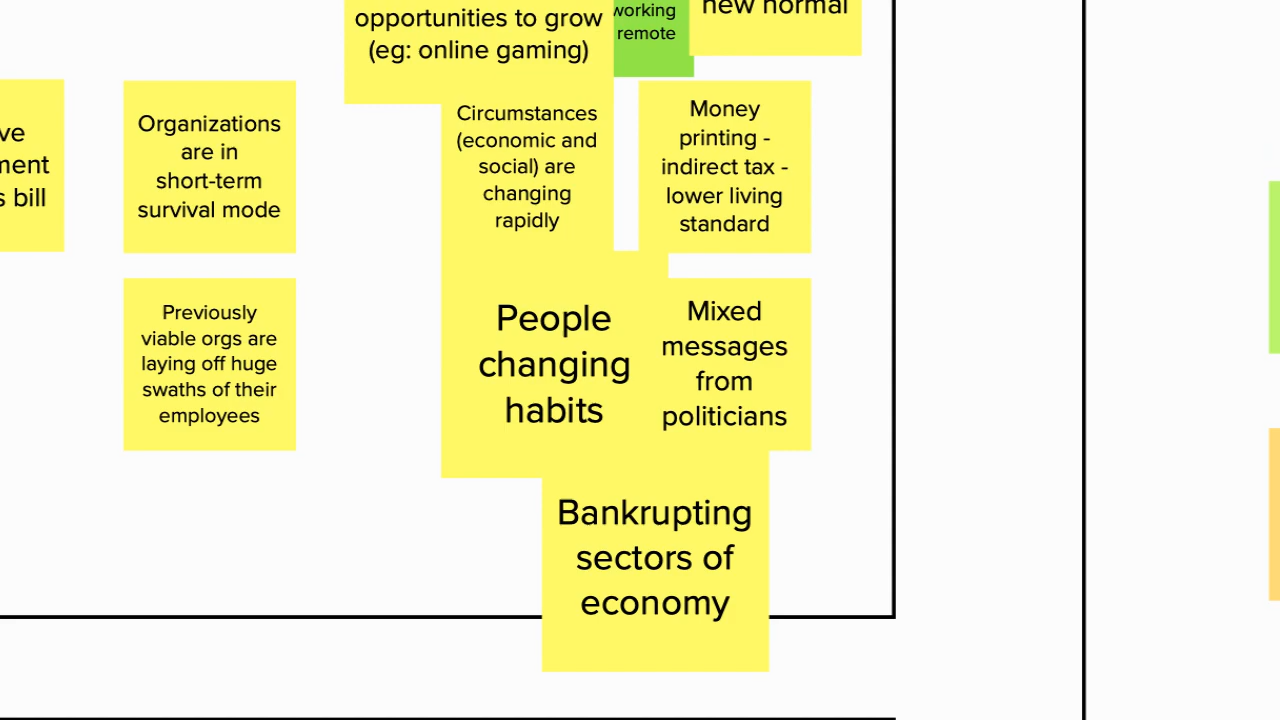 opportunities to grow
(eg: online gaming)
working
remote
new normal
ment
s bill
Organizations
are in
short-term
survival mode
Circumstances
(economic and
social) are
changing
rapidly
Money
printing -
indirect tax -
lower living
standard
Previously
viable orgs are
laying off huge
swaths of their
employees
People
changing
habits
Mixed
messages
from
politicians
Bankrupting
sectors of
economy